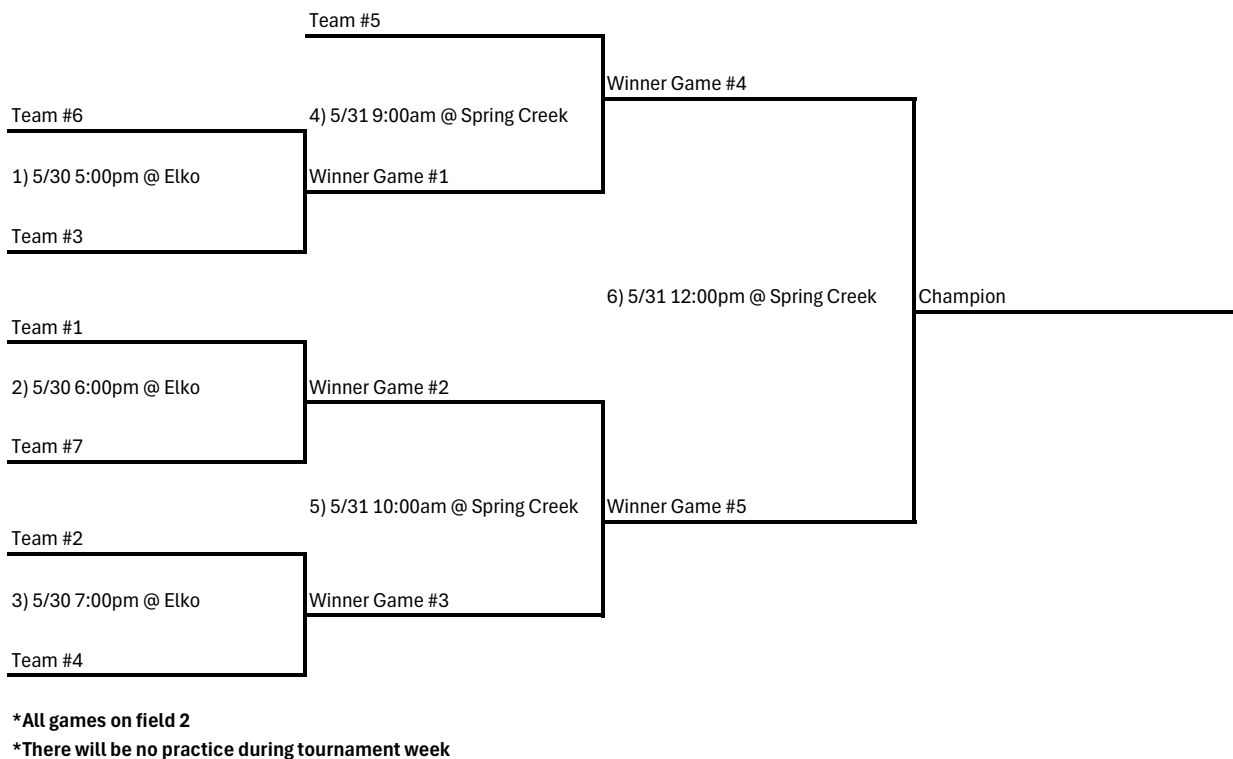 Team #5
Winner Game #4
Team #6
4) 5/31 9:00am @ Spring Creek
1) 5/30 5:00pm @ Elko
Winner Game #1
Team #3
6) 5/31 12:00pm @ Spring Creek
Champion
Team #1
2) 5/30 6:00pm @ Elko
Winner Game #2
Team #7
5) 5/31 10:00am @ Spring Creek
Winner Game #5
Team #2
3) 5/30 7:00pm @ Elko
Winner Game #3
Team #4
*All games on field 2
*There will be no practice during tournament week